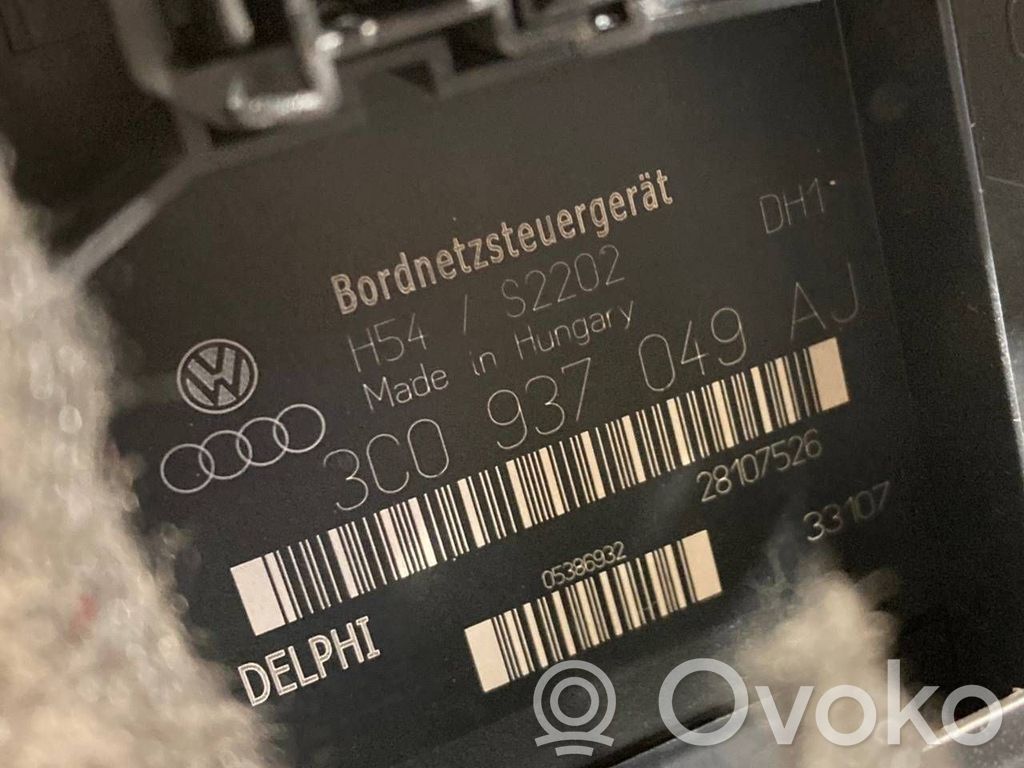 Bordnetzsteuergerät
H54 / S2202 DH1
Made in Hungary
3C0 937 049 AJ
28107526
33107
05386932
DELPHI
Ovoko